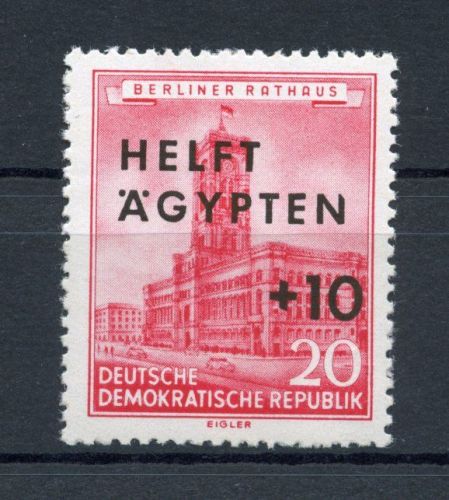 BERLINER RATHAUS
HELFT
ÄGYPTEN
+10
20
DEUTSCHE
DEMOKRATISCHE REPUBLIK
EIGLER